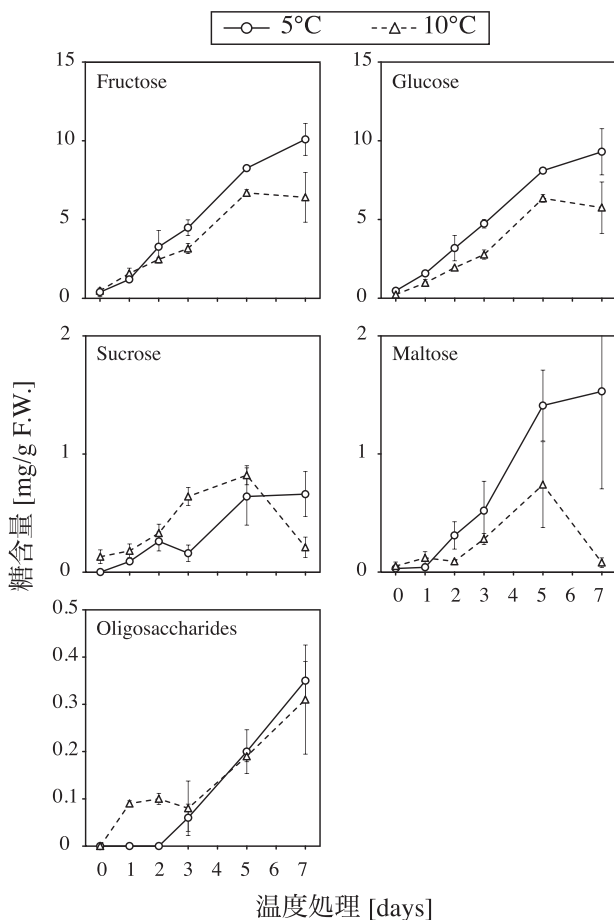 5°C 10°C
Fructose
15
10
5
0
Glucose
15
10
5
0
Sucrose
2
1
0
Maltose
2
1
0
0 1 2 3 4 5 6 7
糖含量 [mg/g F.W.]
Oligosaccharides
0.5
0.4
0.3
0.2
0.1
0
0 1 2 3 4 5 6 7
温度処理 [days]